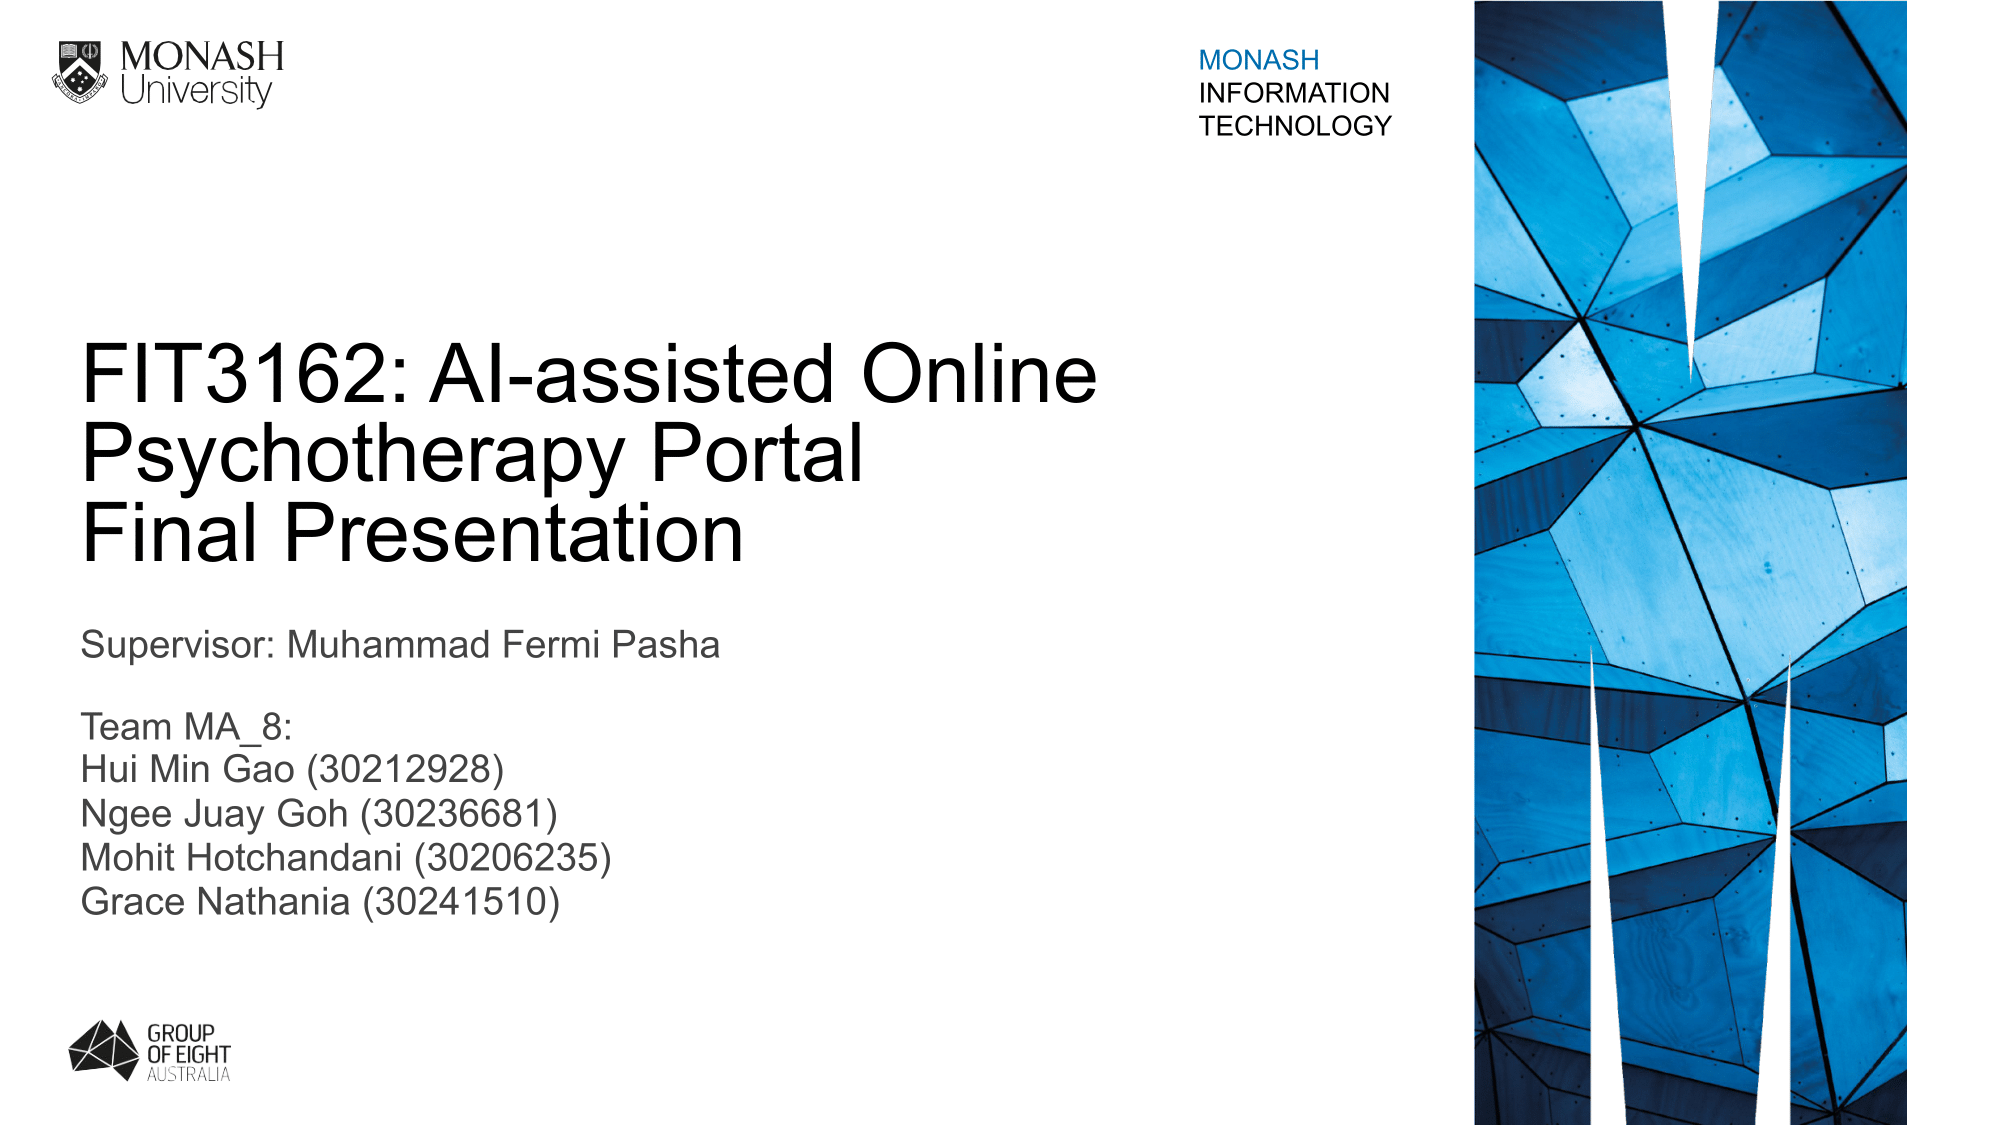 MONASH
University
MONASH
INFORMATION
TECHNOLOGY
FIT3162: AI-assisted Online
Psychotherapy Portal
Final Presentation
Supervisor: Muhammad Fermi Pasha
Team MA_8:
Hui Min Gao (30212928)
Ngee Juay Goh (30236681)
Mohit Hotchandani (30206235)
Grace Nathania (30241510)
GROUP
OF EIGHT
AUSTRALIA